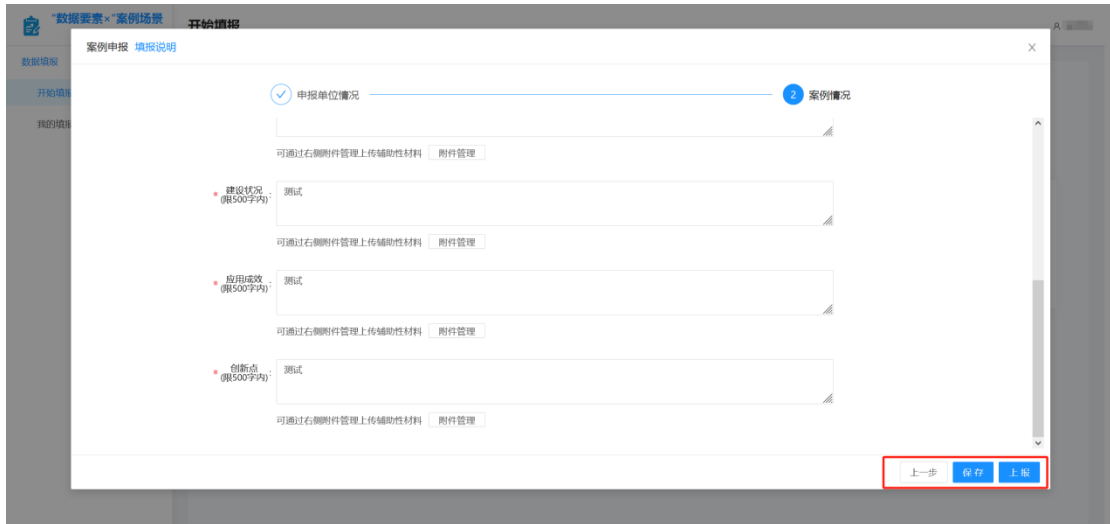 "数据要素×"案例场景
开始填报
案例申报 填报说明
数据填报
开始填报
我的填报
申报单位情况
2 案例情况
可通过右侧附件管理上传辅助性材料 附件管理
* 建设状况
(限500字内):
测试
可通过右侧附件管理上传辅助性材料 附件管理
* 应用成效
(限500字内):
测试
可通过右侧附件管理上传辅助性材料 附件管理
* 创新点
(限500字内):
测试
可通过右侧附件管理上传辅助性材料 附件管理
上一步 保存 上报